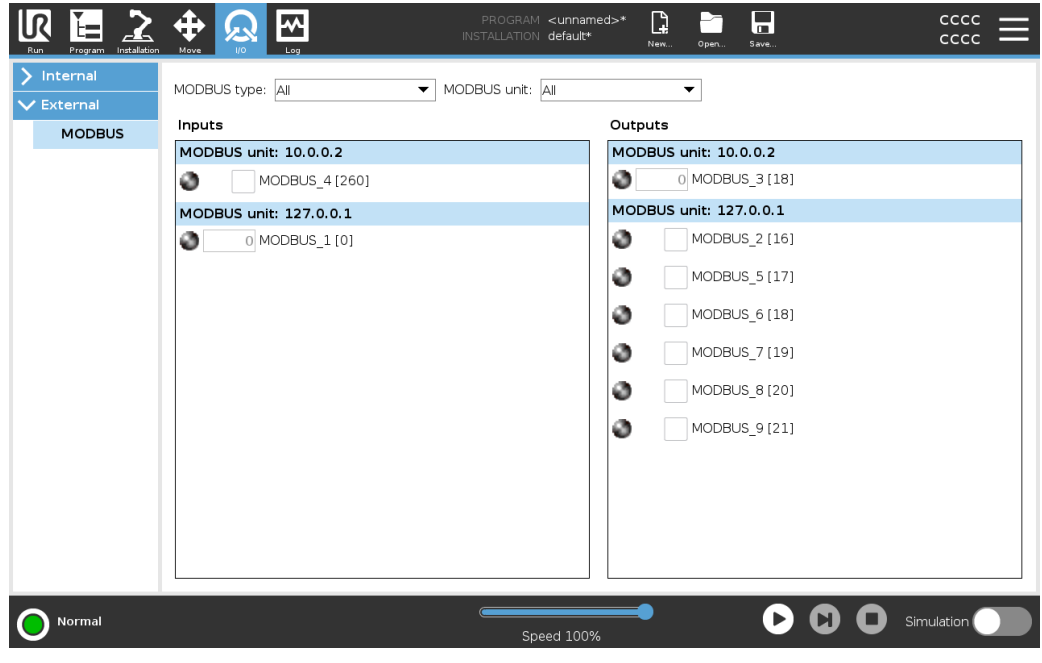 UR
Run
Program
Installation
Move
I/O
Log
PROGRAM <unnamed>*
INSTALLATION default*
New...
Open...
Save...
cccc
cccc
Internal
External
MODBUS
MODBUS type: All
MODBUS unit: All
Inputs
MODBUS unit: 10.0.0.2
MODBUS_4 [260]
MODBUS unit: 127.0.0.1
0 MODBUS_1 [0]
Outputs
MODBUS unit: 10.0.0.2
0 MODBUS_3 [18]
MODBUS unit: 127.0.0.1
MODBUS_2 [16]
MODBUS_5 [17]
MODBUS_6 [18]
MODBUS_7 [19]
MODBUS_8 [20]
MODBUS_9 [21]
Normal
Speed 100%
Simulation